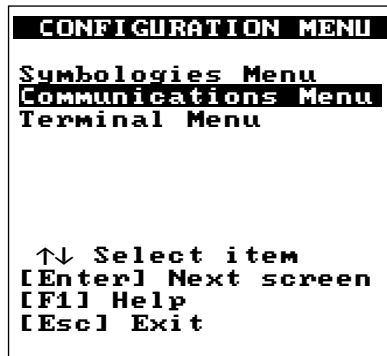 CONFIGURATION MENU
Symbologies Menu
Communications Menu
Terminal Menu
↑↓ Select item
[Enter] Next screen
[F1] Help
[Esc] Exit